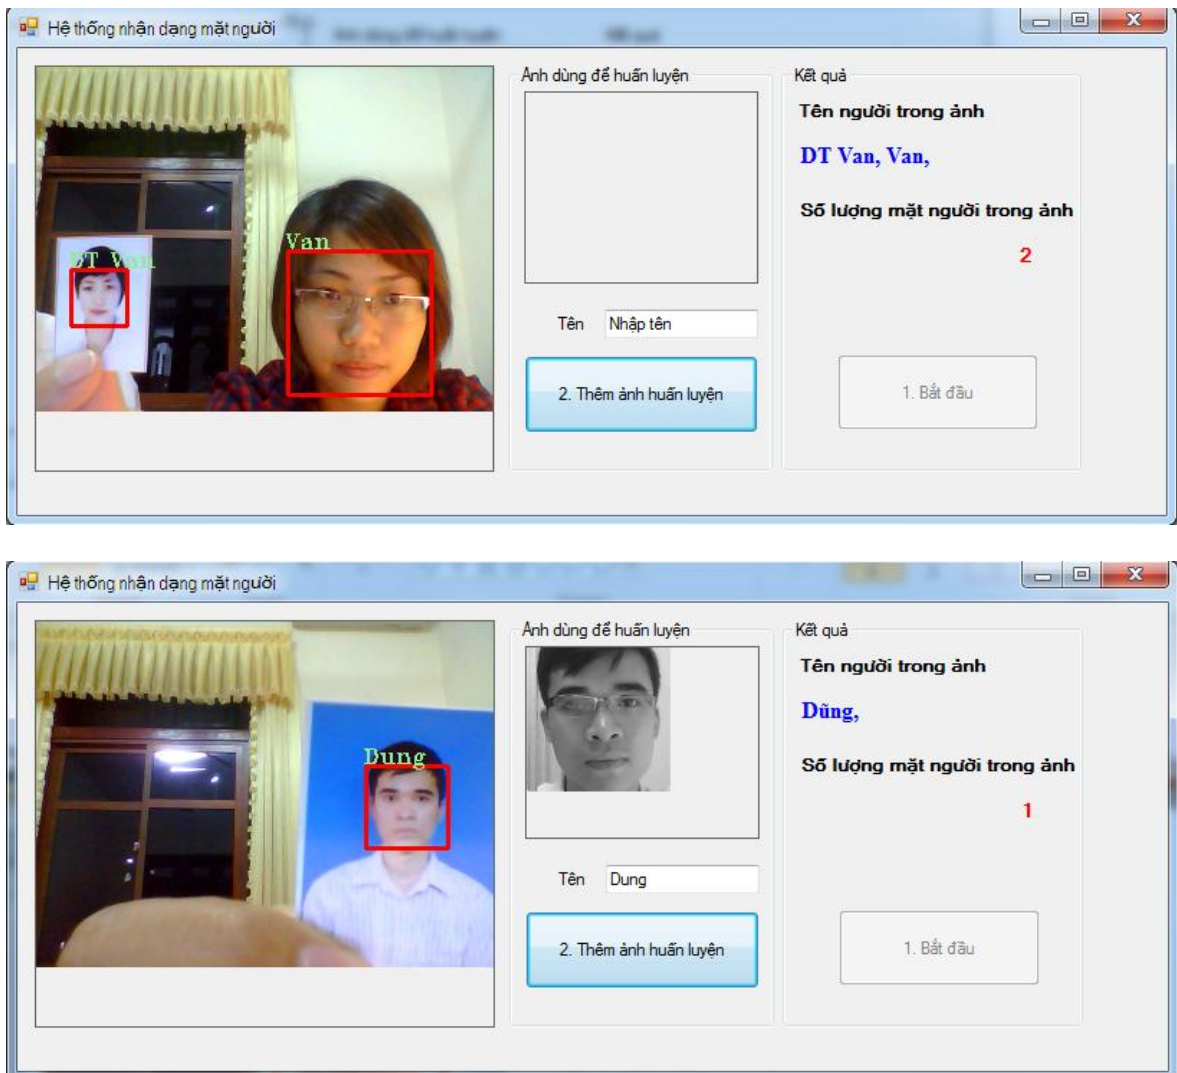 Hệ thống nhận dạng mặt người
Ảnh dùng để huấn luyện
Kết quả
Tên người trong ảnh
DT Van, Van,
Số lượng mặt người trong ảnh
2
DT Van
Van
Tên
Nhập tên
2. Thêm ảnh huấn luyện
1. Bắt đầu
Hệ thống nhận dạng mặt người
Ảnh dùng để huấn luyện
Kết quả
Tên người trong ảnh
Dũng,
Số lượng mặt người trong ảnh
1
Dung
Tên
Dung
2. Thêm ảnh huấn luyện
1. Bắt đầu